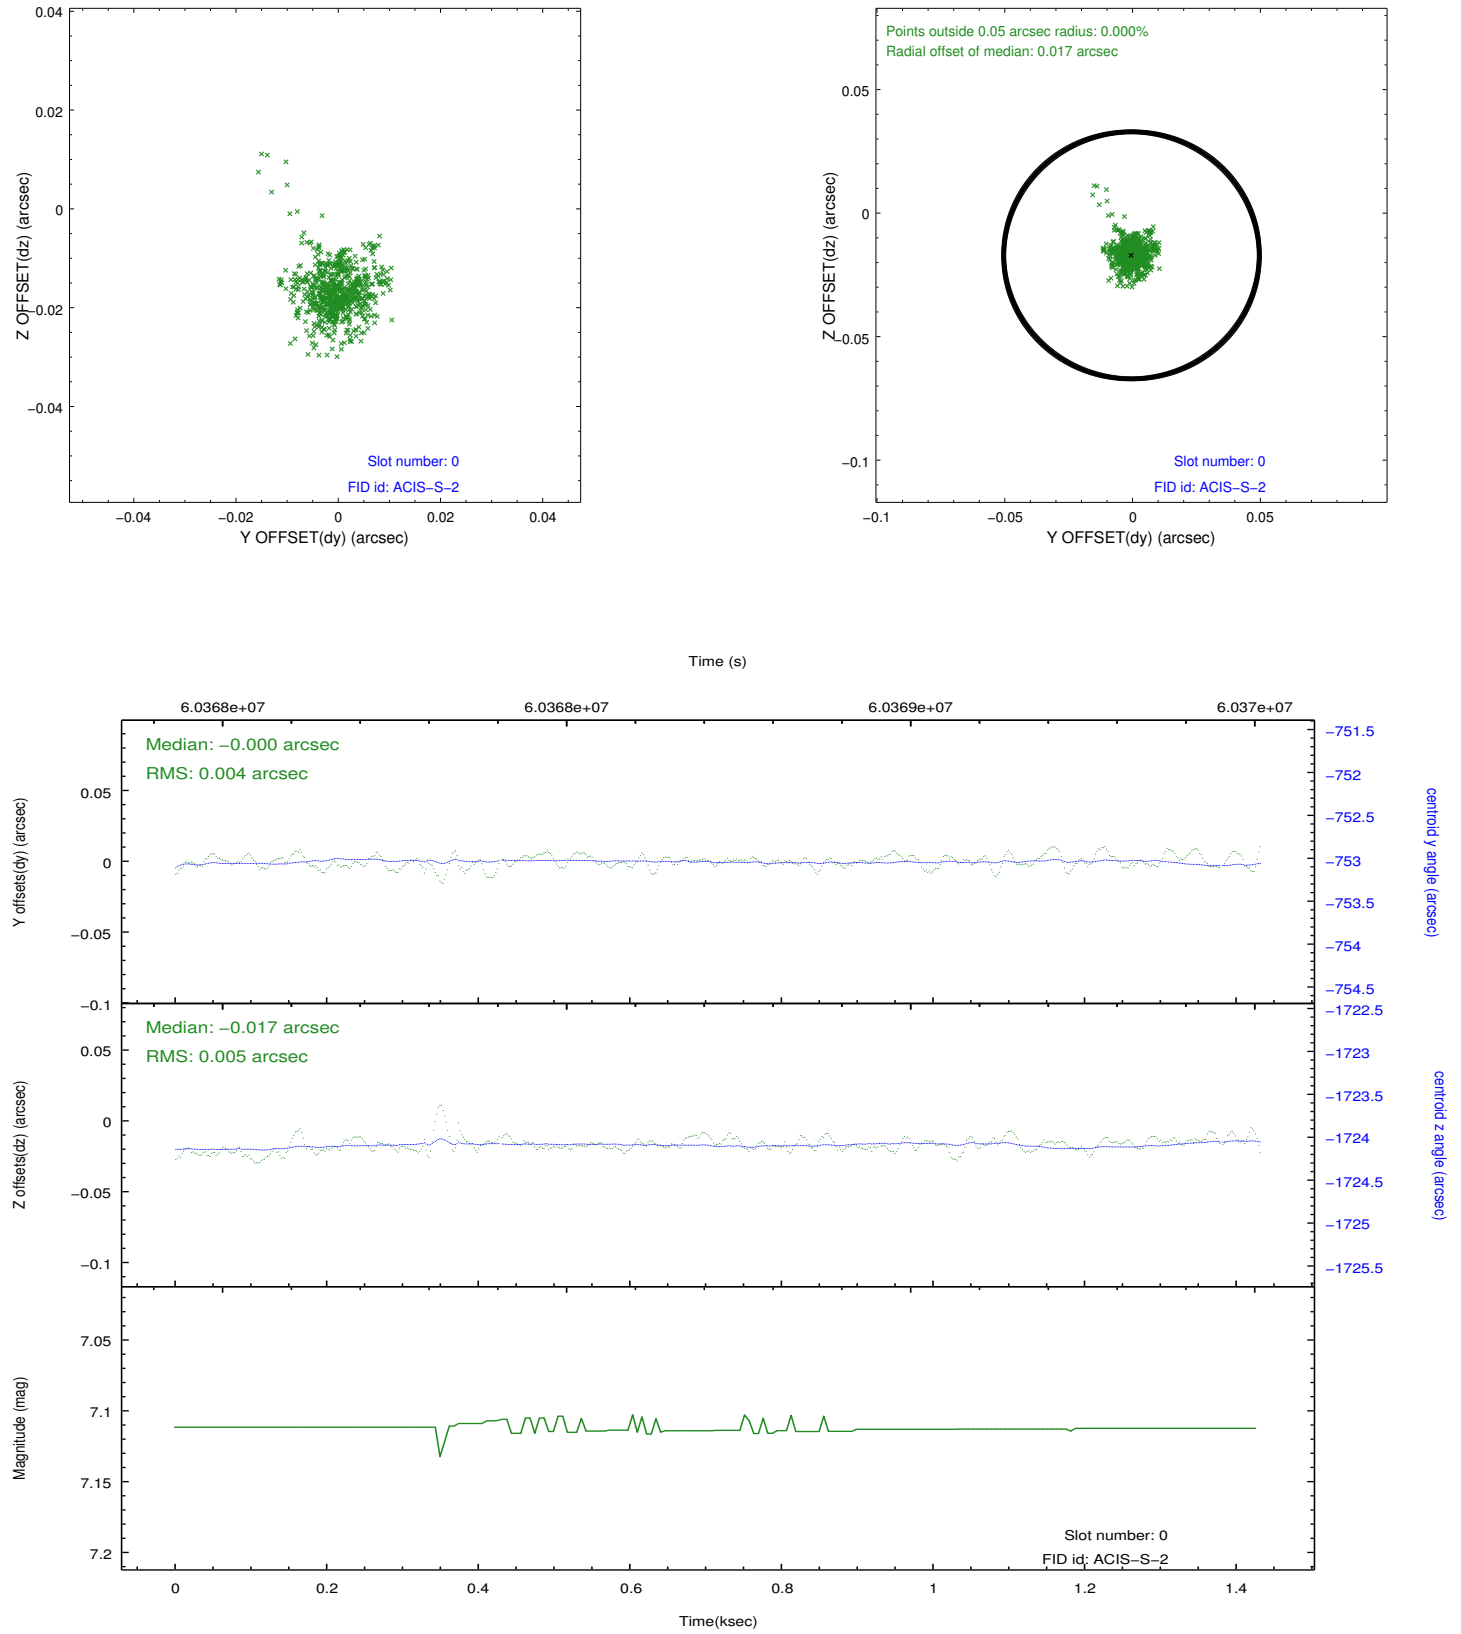 0.04
0.02
0
−0.02
−0.04
Z OFFSET(dz) (arcsec)
Slot number: 0
FID id: ACIS−S−2
−0.04
−0.02
0
0.02
0.04
Y OFFSET(dy) (arcsec)
Points outside 0.05 arcsec radius: 0.000%
Radial offset of median: 0.017 arcsec
0.05
0
−0.05
−0.1
Z OFFSET(dz) (arcsec)
Slot number: 0
FID id: ACIS−S−2
−0.1
−0.05
0
0.05
Y OFFSET(dy) (arcsec)
Time (s)
6.0368e+07
6.0368e+07
6.0369e+07
6.037e+07
Median: −0.000 arcsec
RMS: 0.004 arcsec
0.05
0
−0.05
−0.1
Y offsets(dy) (arcsec)
−751.5
−752
−752.5
−753
−753.5
−754
−754.5
centroid y angle (arcsec)
Median: −0.017 arcsec
RMS: 0.005 arcsec
0.05
0
−0.05
−0.1
Z offsets(dz) (arcsec)
−1722.5
−1723
−1723.5
−1724
−1724.5
−1725
−1725.5
centroid z angle (arcsec)
7.05
7.1
7.15
7.2
Magnitude (mag)
Slot number: 0
FID id: ACIS−S−2
0
0.2
0.4
0.6
0.8
1
1.2
1.4
Time(ksec)